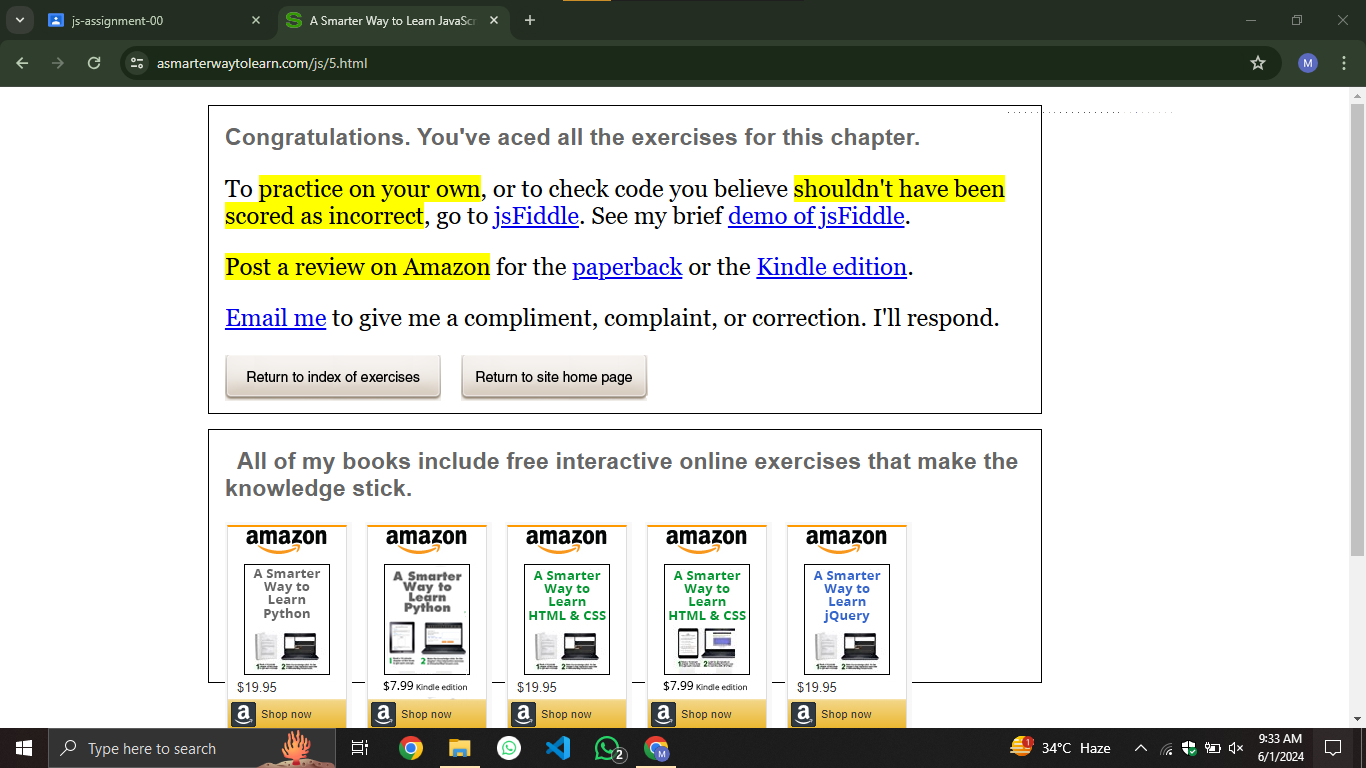 js-assignment-00
A Smarter Way to Learn JavaScr
asmarterwaytolearn.com/js/5.html
M
Congratulations. You've aced all the exercises for this chapter.
To practice on your own, or to check code you believe shouldn't have been
scored as incorrect, go to jsFiddle. See my brief demo of jsFiddle.
Post a review on Amazon for the paperback or the Kindle edition.
Email me to give me a compliment, complaint, or correction. I'll respond.
Return to index of exercises
Return to site home page
All of my books include free interactive online exercises that make the
knowledge stick.
amazon
A Smarter
Way to
Learn
Python
$19.95
Shop now
amazon
A Smarter
Way to
Learn
Python
$7.99 Kindle edition
Shop now
amazon
A Smarter
Way to
Learn
HTML & CSS
$19.95
Shop now
amazon
A Smarter
Way to
Learn
HTML & CSS
$7.99 Kindle edition
Shop now
amazon
A Smarter
Way to
Learn
jQuery
$19.95
Shop now
Type here to search
2
M
1
34°C Haze
9:33 AM
6/1/2024